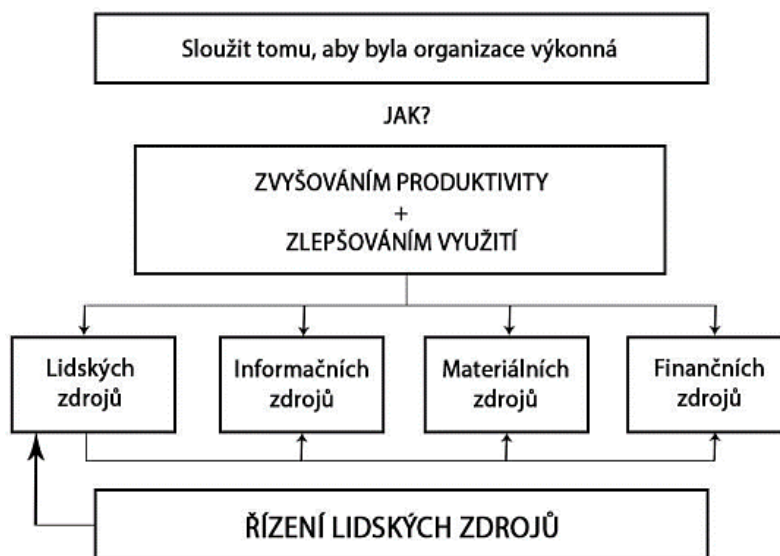 Sloužit tomu, aby byla organizace výkonná
JAK?
ZVYŠOVÁNÍM PRODUKTIVITY
+
ZLEPŠOVÁNÍM VYUŽITÍ
Lidských
zdrojů
Informačních
zdrojů
Materiálních
zdrojů
Finančních
zdrojů
ŘÍZENÍ LIDSKÝCH ZDROJŮ